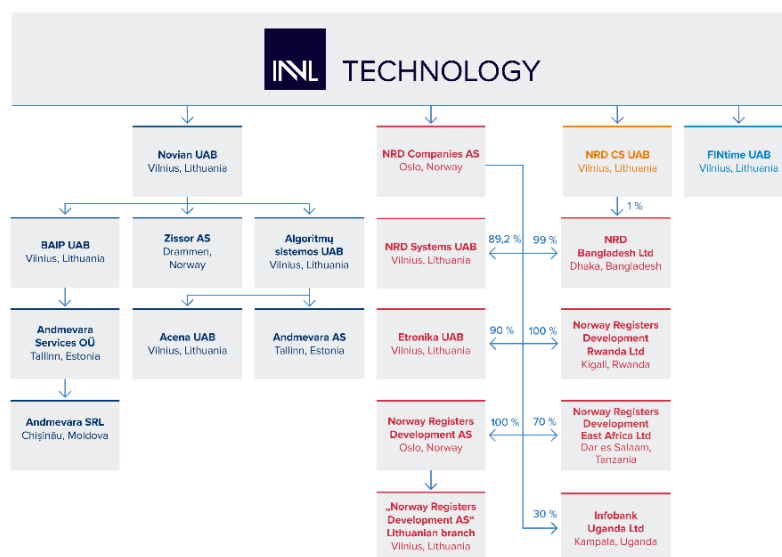 INVL TECHNOLOGY
Novian UAB
Vilnius, Lithuania
NRD Companies AS
Oslo, Norway
NRD CS UAB
Vilnius, Lithuania
FINtime UAB
Vilnius, Lithuania
1 %
BAIP UAB
Vilnius, Lithuania
Zissor AS
Drammen,
Norway
Algoritmų
sistemos UAB
Vilnius, Lithuania
NRD Systems UAB
Vilnius, Lithuania
89,2 %
99 %
NRD
Bangladesh Ltd
Dhaka, Bangladesh
Andmevara
Services OÜ
Tallinn, Estonia
Acena UAB
Vilnius, Lithuania
Andmevara AS
Tallinn, Estonia
Etronika UAB
Vilnius, Lithuania
90 %
100 %
Norway Registers
Development
Rwanda Ltd
Kigali, Rwanda
Andmevara SRL
Chișinău, Moldova
Norway Registers
Development AS
Oslo, Norway
100 %
70 %
Norway Registers
Development
East Africa Ltd
Dar es Salaam,
Tanzania
„Norway Registers
Development AS“
Lithuanian branch
Vilnius, Lithuania
30 %
Infobank
Uganda Ltd
Kampala, Uganda